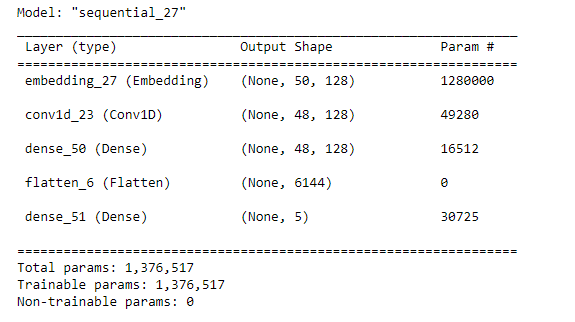 Model: "sequential_27"
_________________________________________________________________
Layer (type) Output Shape Param #
=================================================================
embedding_27 (Embedding) (None, 50, 128) 1280000
conv1d_23 (Conv1D) (None, 48, 128) 49280
dense_50 (Dense) (None, 48, 128) 16512
flatten_6 (Flatten) (None, 6144) 0
dense_51 (Dense) (None, 5) 30725
=================================================================
Total params: 1,376,517
Trainable params: 1,376,517
Non-trainable params: 0